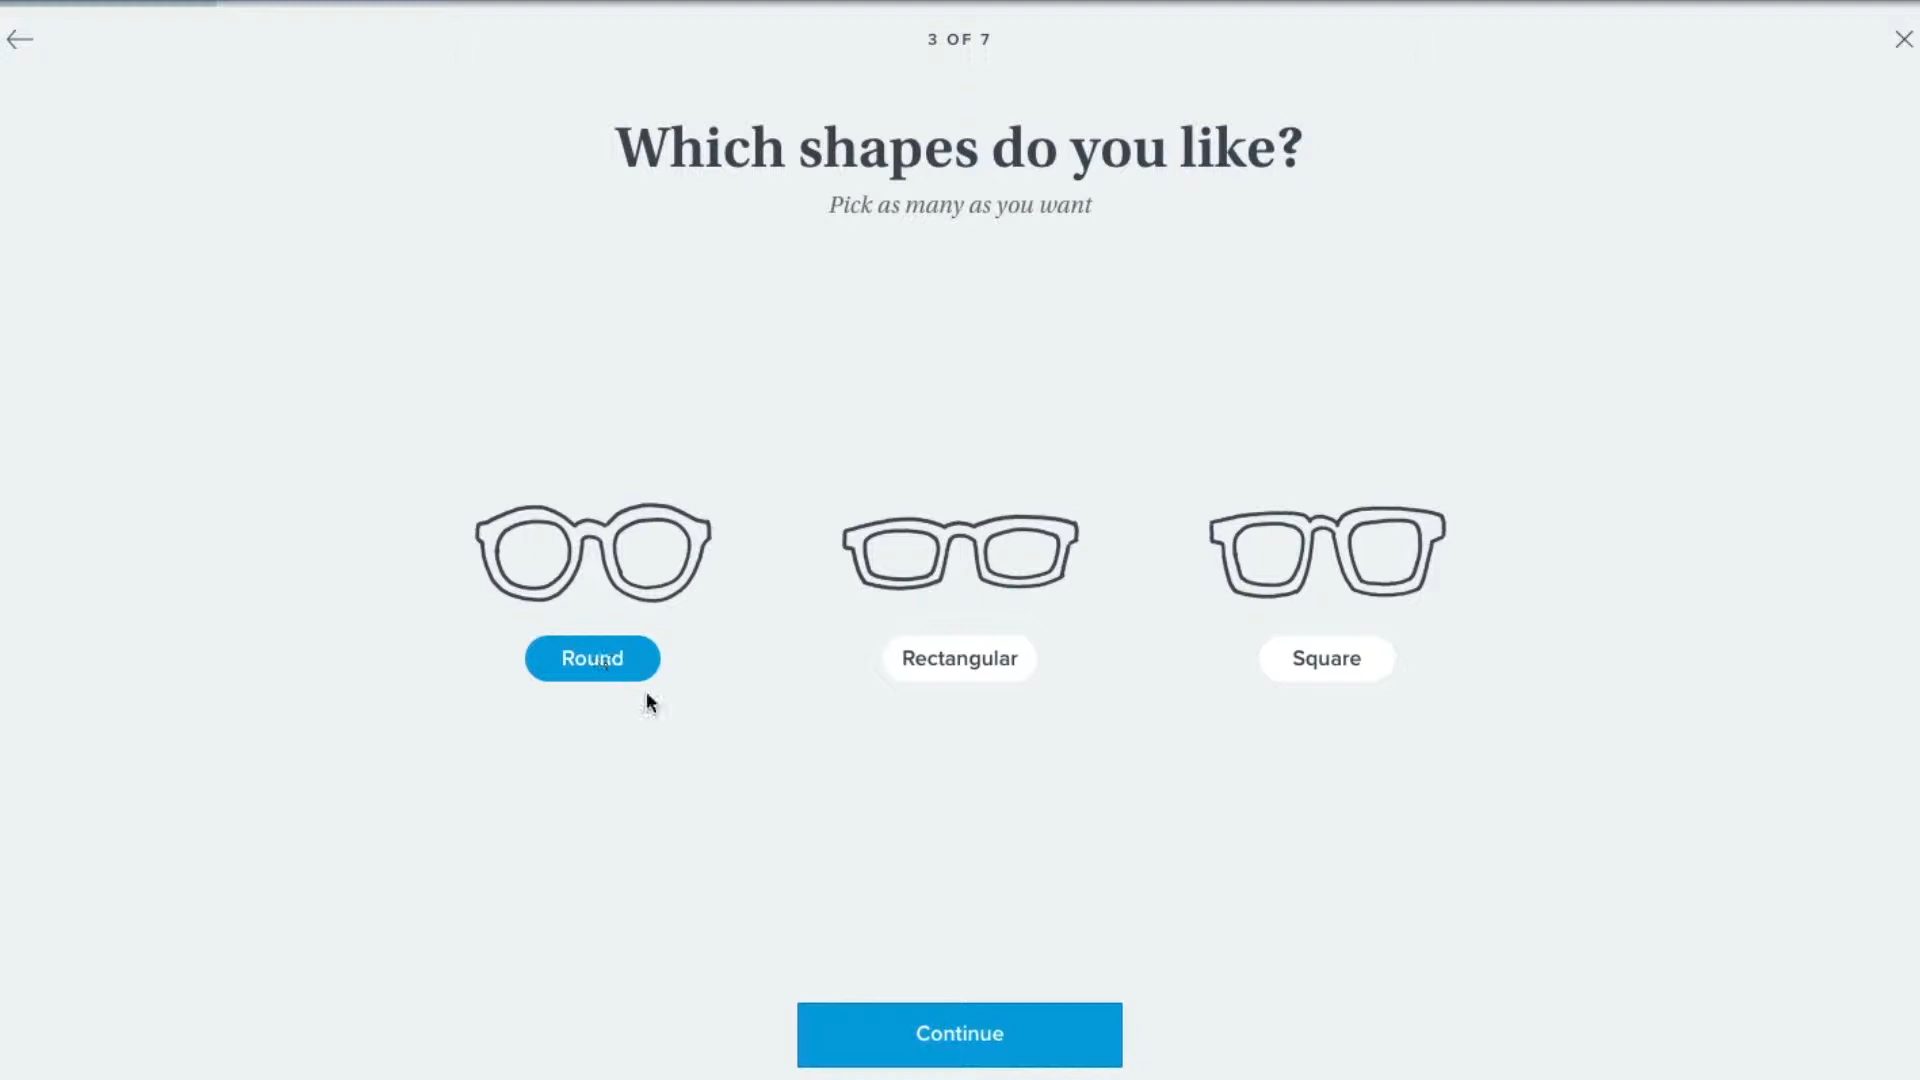 3 OF 7
Which shapes do you like?
Pick as many as you want
Round
Rectangular
Square
Continue